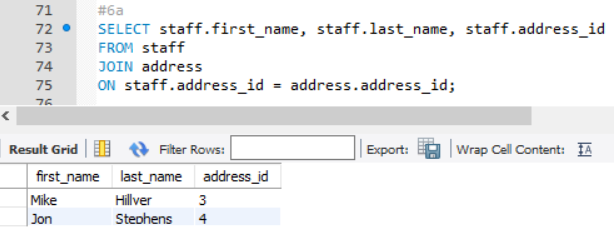 71 #6a
72 SELECT staff.first_name, staff.last_name, staff.address_id
73 FROM staff
74 JOIN address
75 ON staff.address_id = address.address_id;
76
Result Grid Filter Rows: Export: Wrap Cell Content:
first_name last_name address_id
Mike Hillyer 3
Jon Stephens 4